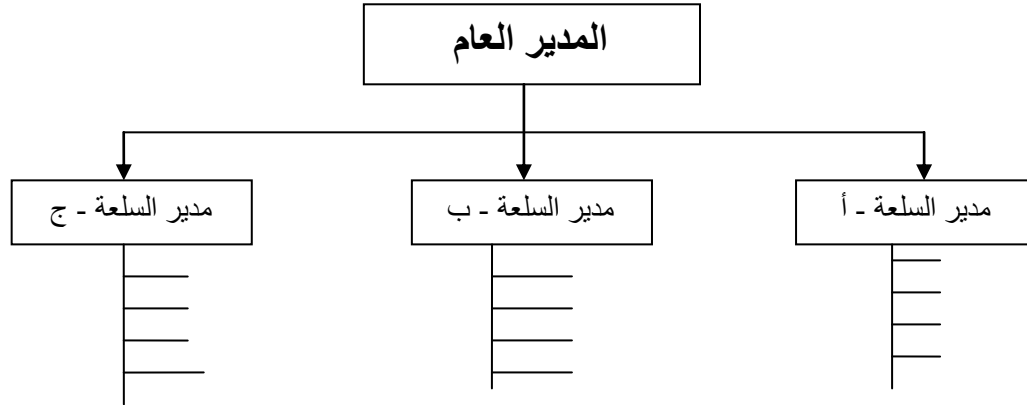 المدير العام
مدير السلعة - أ
مدير السلعة - ب
مدير السلعة - ج